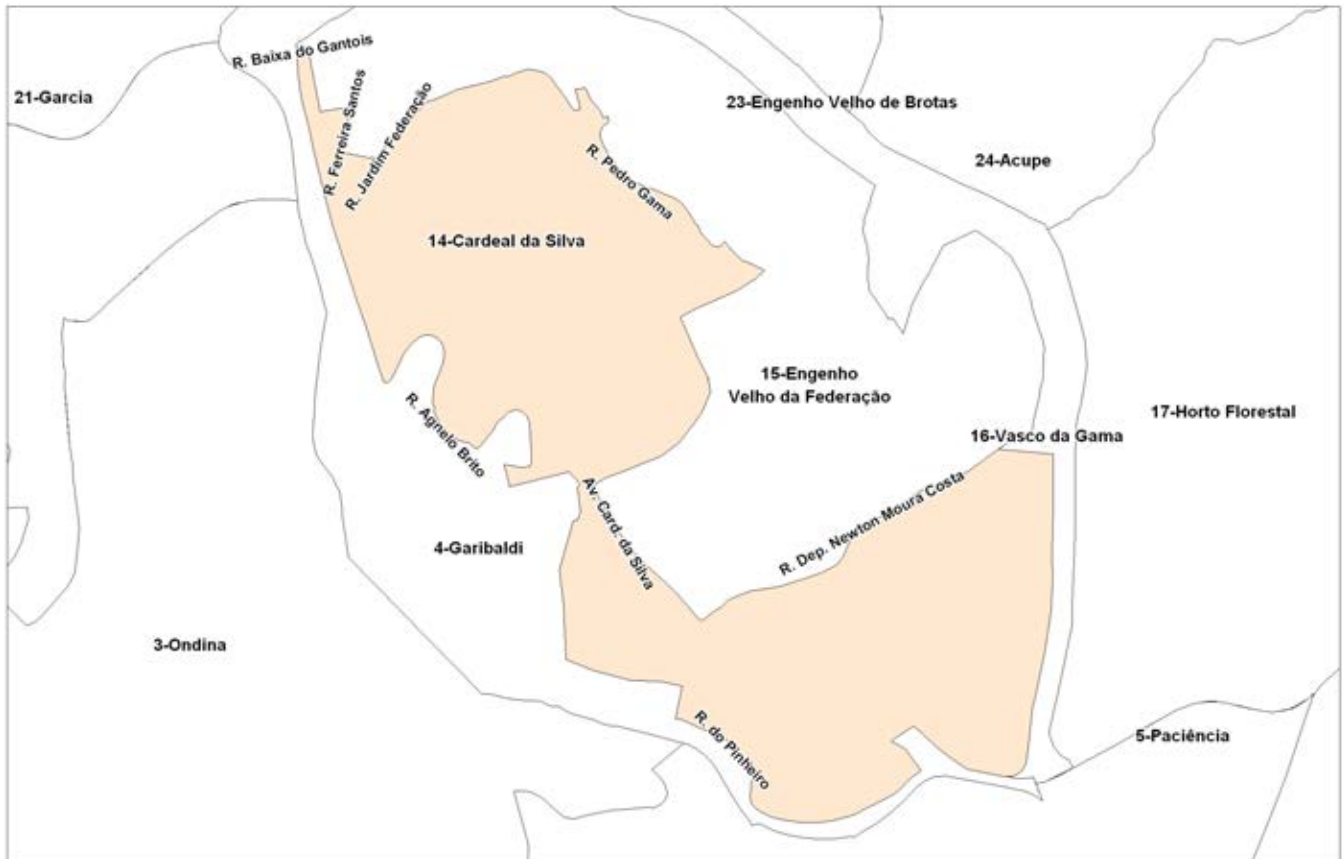 R. Baixa do Gantois
21-Garcia
R. Ferreira Santos
R. Jardim Federação
23-Engenho Velho de Brotas
24-Acupe
R. Pedro Gama
14-Cardeal da Silva
15-Engenho
Velho da Federação
17-Horto Florestal
R. Agnelo Brito
16-Vasco da Gama
Av. Card. da Silva
R. Dep. Newton Moura Costa
4-Garibaldi
3-Ondina
R. do Pinheiro
5-Paciência